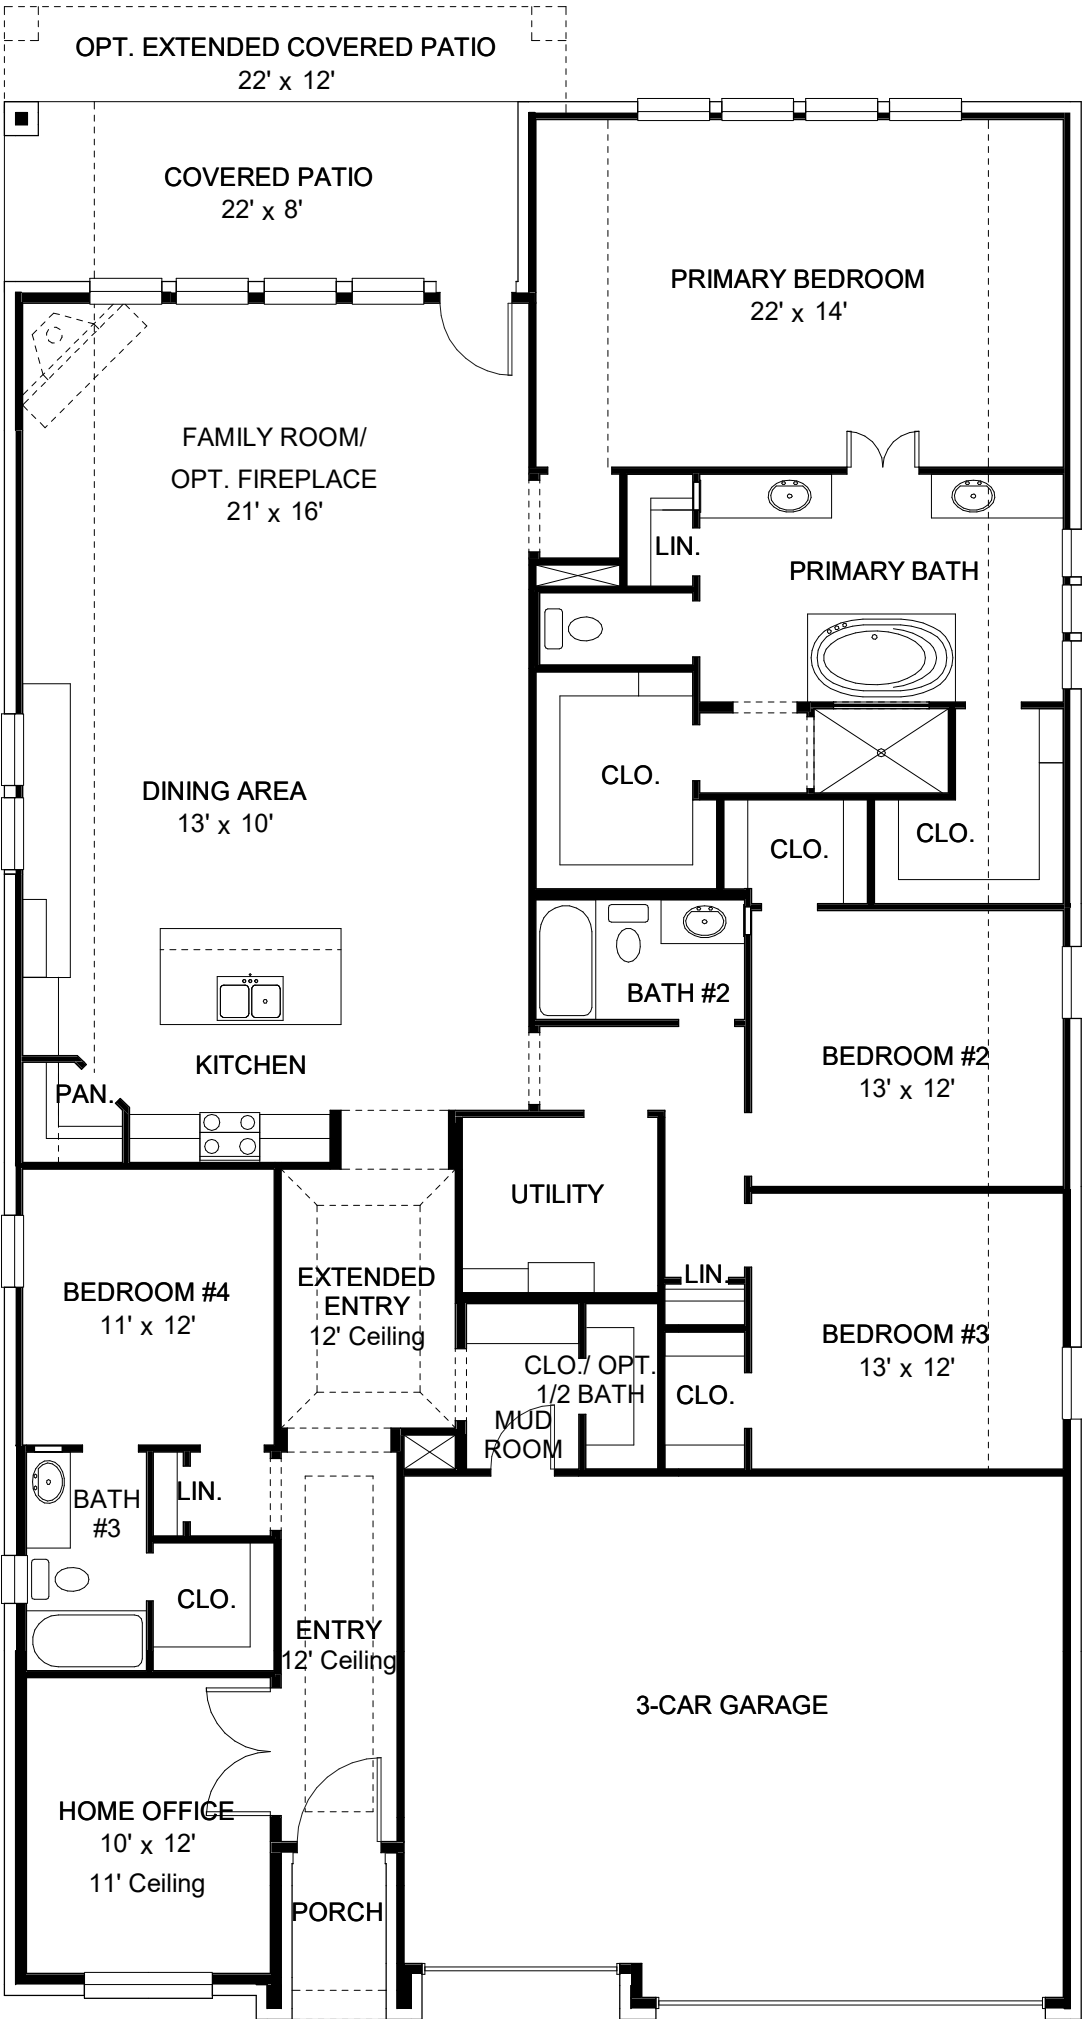 OPT. EXTENDED COVERED PATIO
22' x 12'
COVERED PATIO
22' x 8'
PRIMARY BEDROOM
22' x 14'
FAMILY ROOM/
OPT. FIREPLACE
21' x 16'
LIN.
PRIMARY BATH
CLO.
DINING AREA
13' x 10'
CLO.
CLO.
BATH #2
KITCHEN
PAN.
BEDROOM #2
13' x 12'
UTILITY
LIN.
BEDROOM #4
11' x 12'
EXTENDED
ENTRY
12' Ceiling
BEDROOM #3
13' x 12'
CLO./ OPT.
1/2 BATH
CLO.
MUD
ROOM
LIN.
BATH
#3
CLO.
ENTRY
12' Ceiling
3-CAR GARAGE
HOME OFFICE
10' x 12'
11' Ceiling
PORCH